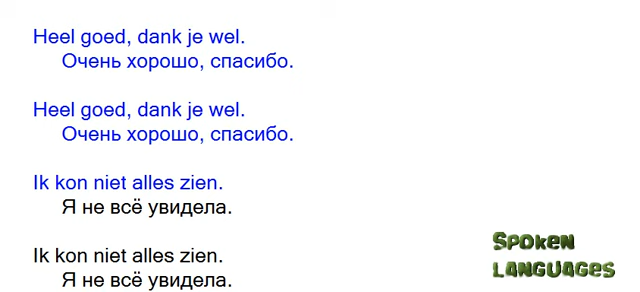 Heel goed, dank je wel.
Очень хорошо, спасибо.
Heel goed, dank je wel.
Очень хорошо, спасибо.
Ik kon niet alles zien.
Я не всё увидела.
Ik kon niet alles zien.
Я не всё увидела.
SPOKEN
LANGUAGES